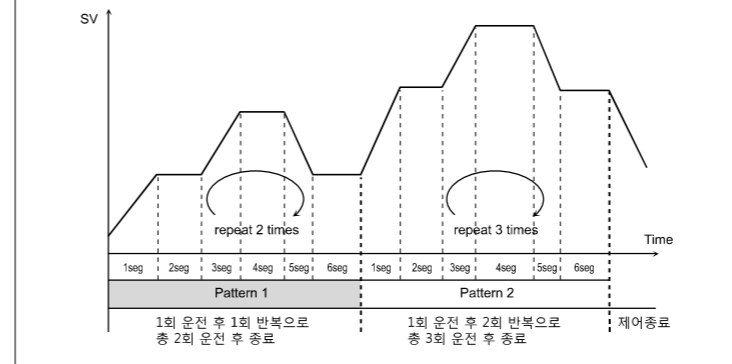 SV
repeat 2 times
repeat 3 times
Time
1seg 2seg 3seg 4seg 5seg 6seg 1seg 2seg 3seg 4seg 5seg 6seg
Pattern 1 Pattern 2
1회 운전 후 1회 반복으로
총 2회 운전 후 종료
1회 운전 후 2회 반복으로
총 3회 운전 후 종료
제어종료